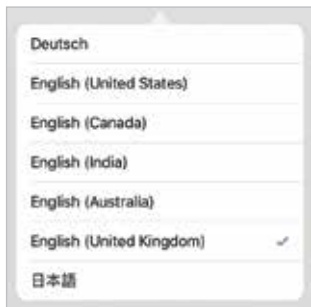 Deutsch
English (United States)
English (Canada)
English (India)
English (Australia)
English (United Kingdom)
日本語